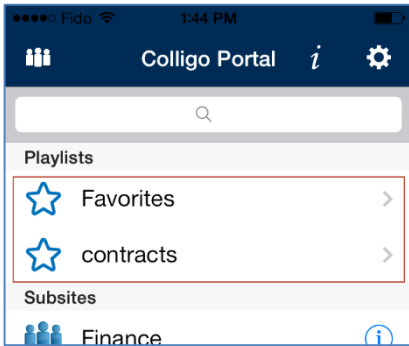 Fido 1:44 PM
Colligo Portal i
Playlists
Favorites
contracts
Subsites
Finance i